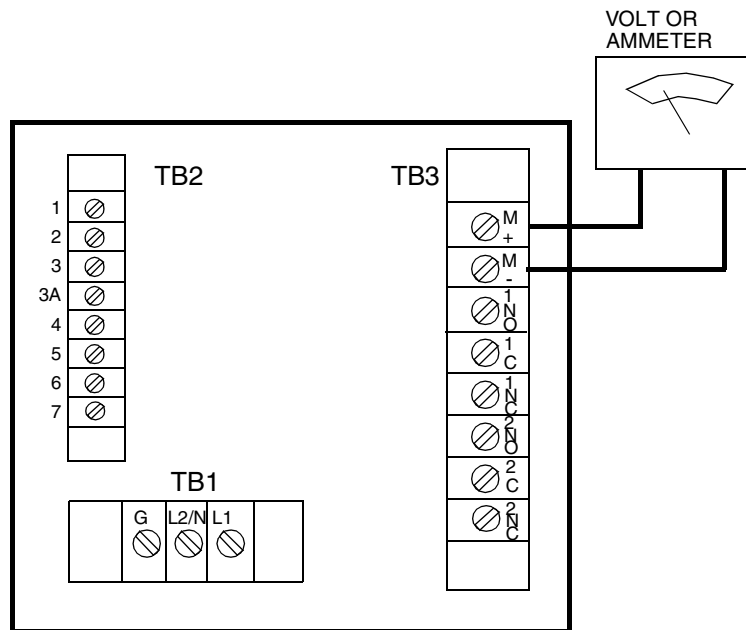 VOLT OR
AMMETER
TB2
TB3
1
2
3
3A
4
5
6
7
M
+
M
-
1
N
O
1
C
1
N
C
2
N
O
2
C
2
N
C
TB1
G L2/N L1